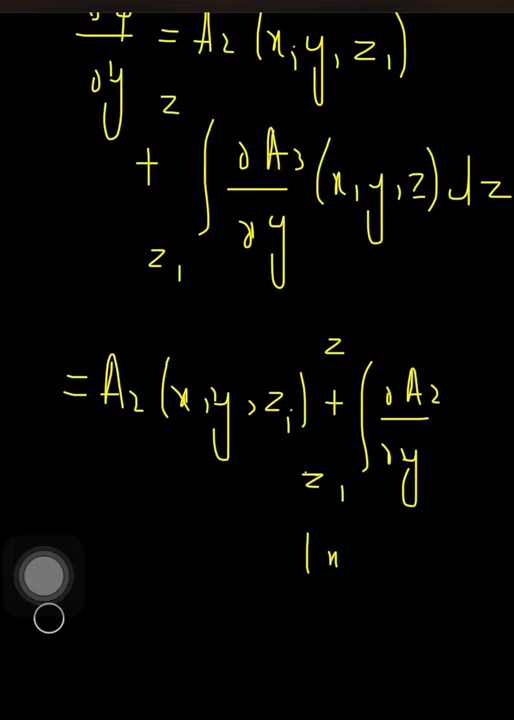 ∂φ/∂y = A₂ (x, y, z₁)
+ ∫_{z₁}^{z} ∂A₃/∂y (x, y, z) dz
= A₂ (x, y, z₁) + ∫_{z₁}^{z} ∂A₂/∂y
( x